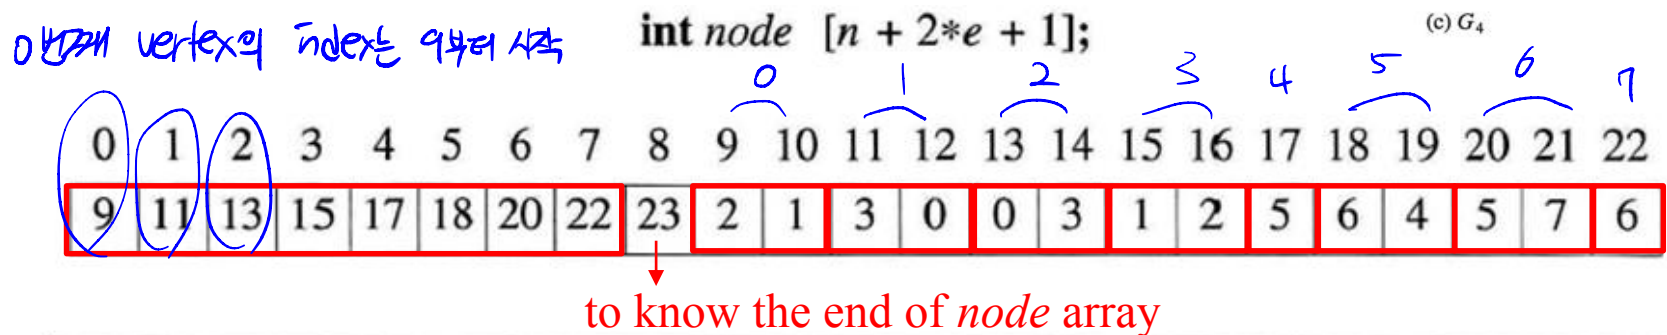 0번째 vertex의 index는 9부터 시작 int node [n + 2*e + 1]; (c) G4
0 1 2 3 4 5 6 7
0 1 2 3 4 5 6 7 8 9 10 11 12 13 14 15 16 17 18 19 20 21 22
9 11 13 15 17 18 20 22 23 2 1 3 0 0 3 1 2 5 6 4 5 7 6
to know the end of node array